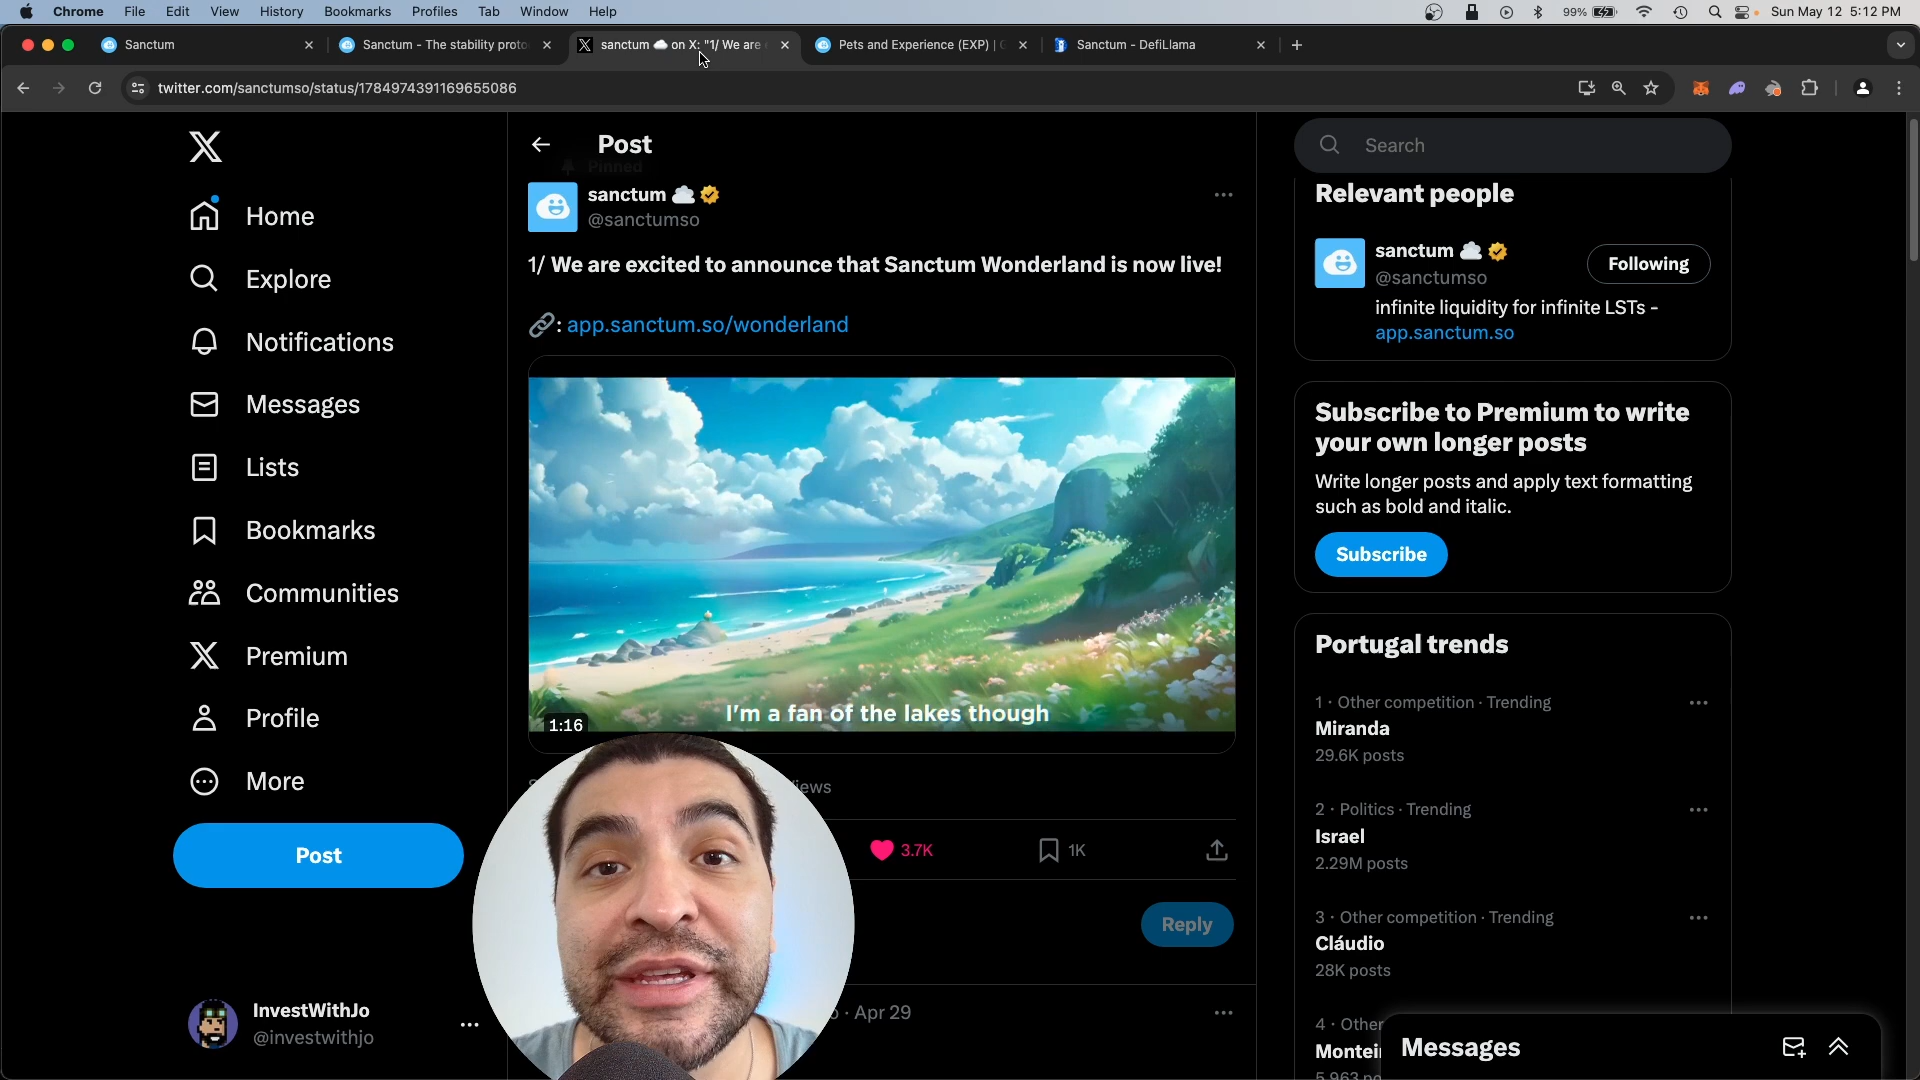 Chrome File Edit View History Bookmarks Profiles Tab Window Help
99% Sun May 12 5:12 PM
Sanctum
Sanctum - The stability proto
sanctum on X: "1/ We are
Pets and Experience (EXP) |
Sanctum - DefiLlama
twitter.com/sanctumso/status/1784974391169655086
Home
Explore
Notifications
Messages
Lists
Bookmarks
Communities
Premium
Profile
More
Post
InvestWithJo
@investwithjo
Post
Pinned
sanctum
@sanctumso
1/ We are excited to announce that Sanctum Wonderland is now live!
: app.sanctum.so/wonderland
I'm a fan of the lakes though
1:16
3.7K
1K
Reply
· Apr 29
Search
Relevant people
sanctum
@sanctumso
Following
infinite liquidity for infinite LSTs -
app.sanctum.so
Subscribe to Premium to write
your own longer posts
Write longer posts and apply text formatting
such as bold and italic.
Subscribe
Portugal trends
1 · Other competition · Trending
Miranda
29.6K posts
2 · Politics · Trending
Israel
2.29M posts
3 · Other competition · Trending
Cláudio
28K posts
4 · Other
Montei
Messages